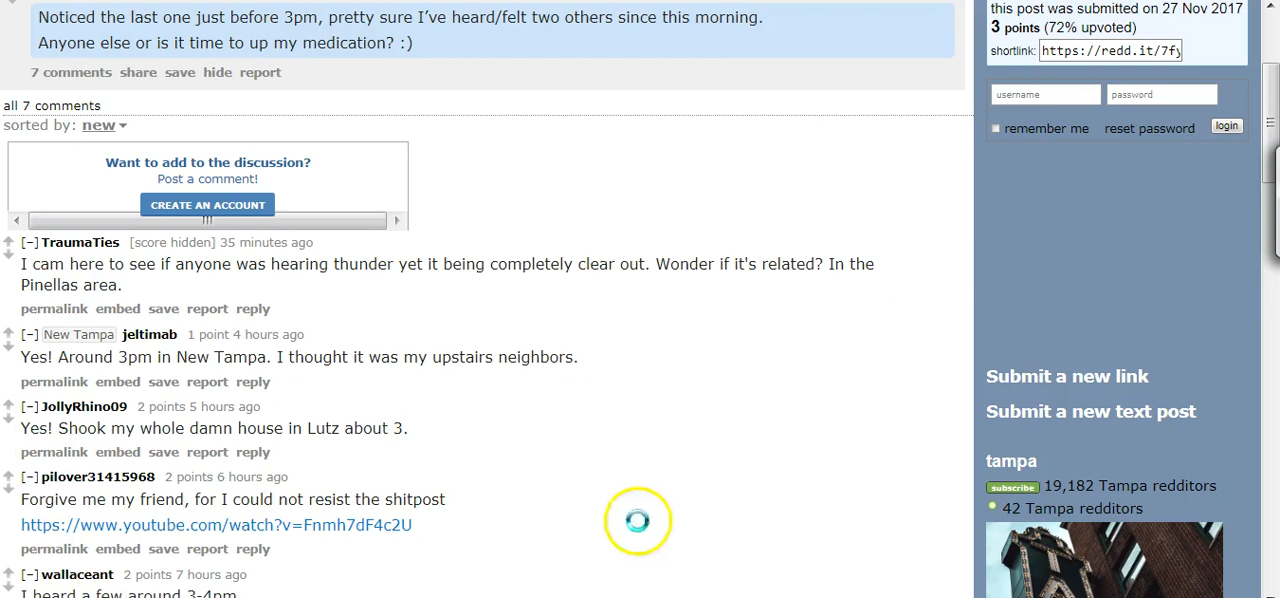 Noticed the last one just before 3pm, pretty sure I've heard/felt two others since this morning.
Anyone else or is it time to up my medication? :)
7 comments share save hide report
all 7 comments
sorted by: new
Want to add to the discussion?
Post a comment!
CREATE AN ACCOUNT
[–] TraumaTies [score hidden] 35 minutes ago
I cam here to see if anyone was hearing thunder yet it being completely clear out. Wonder if it's related? In the
Pinellas area.
permalink embed save report reply
[–] New Tampa jeltimab 1 point 4 hours ago
Yes! Around 3pm in New Tampa. I thought it was my upstairs neighbors.
permalink embed save report reply
[–] JollyRhino09 2 points 5 hours ago
Yes! Shook my whole damn house in Lutz about 3.
permalink embed save report reply
[–] pilover31415968 2 points 6 hours ago
Forgive me my friend, for I could not resist the shitpost
https://www.youtube.com/watch?v=Fnmh7dF4c2U
permalink embed save report reply
[–] wallaceant 2 points 7 hours ago
I heard a few around 3-4pm
this post was submitted on 27 Nov 2017
3 points (72% upvoted)
shortlink: https://redd.it/7fy
username password
remember me reset password login
Submit a new link
Submit a new text post
tampa
subscribe 19,182 Tampa redditors
42 Tampa redditors